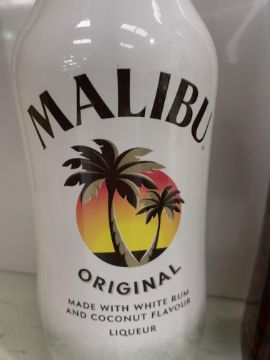 MALIBU
ORIGINAL
MADE WITH WHITE RUM
AND COCONUT FLAVOUR
LIQUEUR